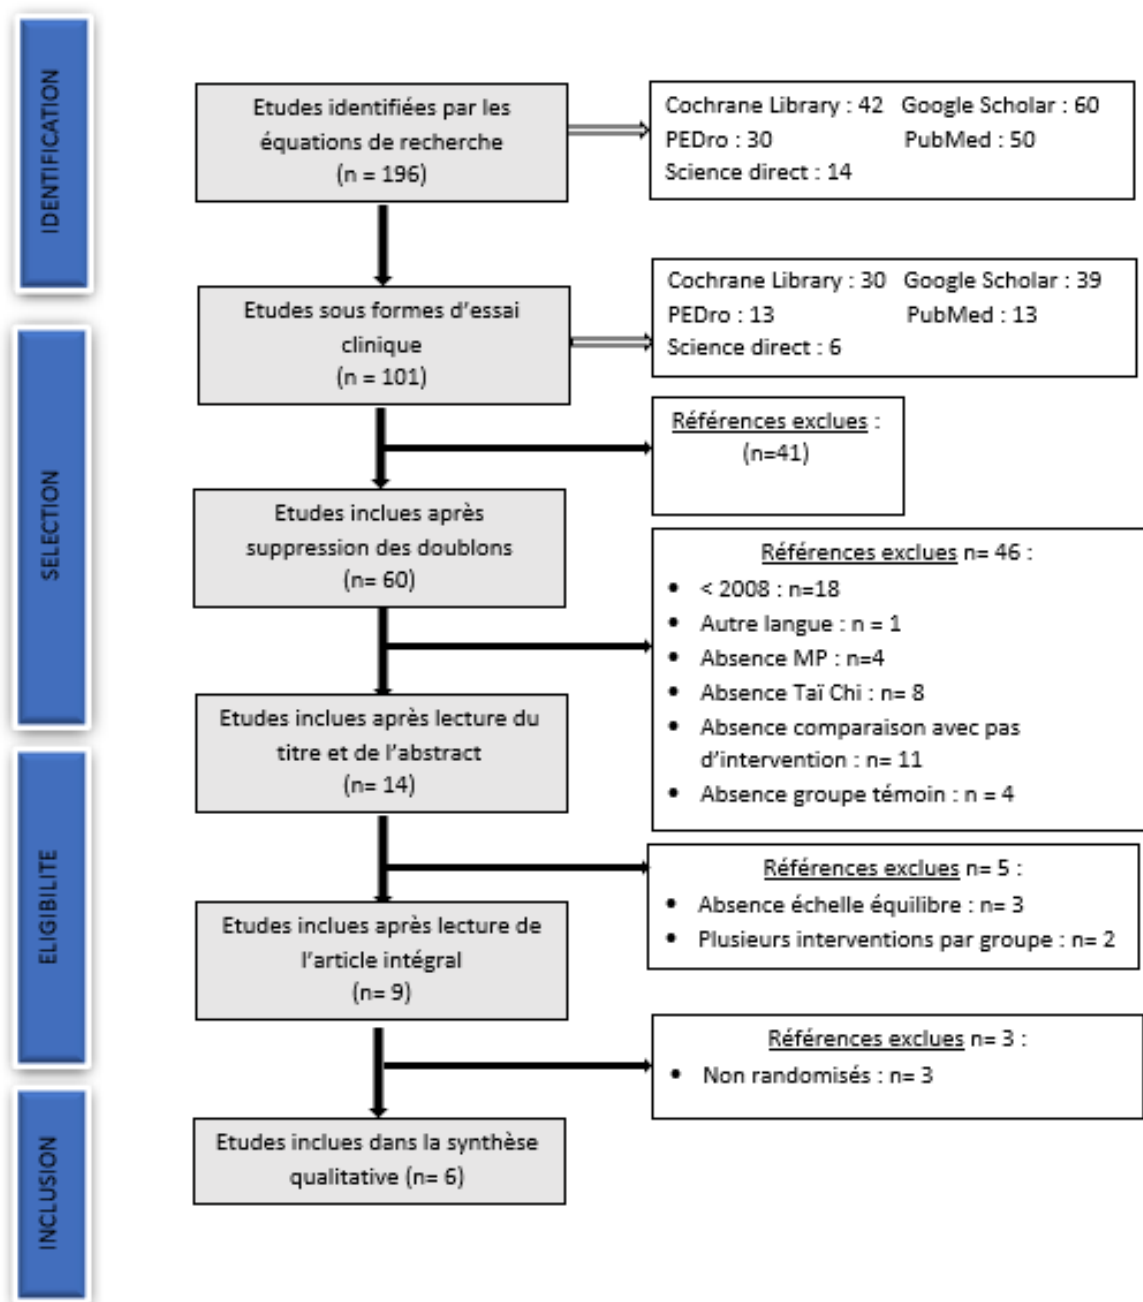 IDENTIFICATION
Etudes identifiées par les
équations de recherche
(n = 196)
Cochrane Library : 42 Google Scholar : 60
PEDro : 30 PubMed : 50
Science direct : 14
Etudes sous formes d'essai
clinique
(n = 101)
Cochrane Library : 30 Google Scholar : 39
PEDro : 13 PubMed : 13
Science direct : 6
SELECTION
Références exclues :
(n=41)
Etudes inclues après
suppression des doublons
(n= 60)
Références exclues n= 46 :
• < 2008 : n=18
• Autre langue : n = 1
• Absence MP : n=4
• Absence Taï Chi : n= 8
• Absence comparaison avec pas
d'intervention : n= 11
• Absence groupe témoin : n = 4
Etudes inclues après lecture du
titre et de l'abstract
(n= 14)
ELIGIBILITE
Références exclues n= 5 :
• Absence échelle équilibre : n= 3
• Plusieurs interventions par groupe : n= 2
Etudes inclues après lecture de
l'article intégral
(n= 9)
Références exclues n= 3 :
• Non randomisés : n= 3
INCLUSION
Etudes inclues dans la synthèse
qualitative (n= 6)